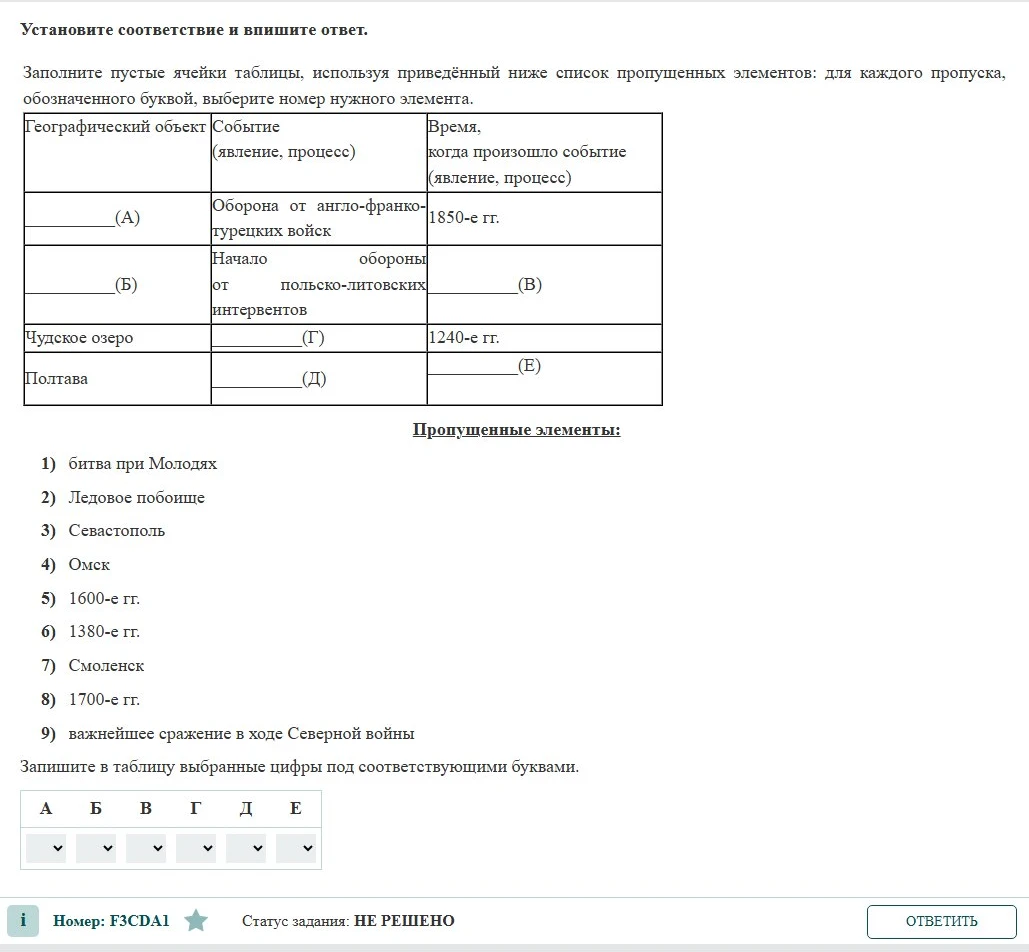 Установите соответствие и впишите ответ.
Заполните пустые ячейки таблицы, используя приведённый ниже список пропущенных элементов: для каждого пропуска,
обозначенного буквой, выберите номер нужного элемента.
Географический объект
Событие
(явление, процесс)
Время,
когда произошло событие
(явление, процесс)
__________(А)
Оборона от англо-франко-
турецких войск
1850-е гг.
__________(Б)
Начало обороны
от польско-литовских
интервентов
__________(В)
Чудское озеро
__________(Г)
1240-е гг.
Полтава
__________(Д)
__________(Е)
Пропущенные элементы:
1) битва при Молодях
2) Ледовое побоище
3) Севастополь
4) Омск
5) 1600-е гг.
6) 1380-е гг.
7) Смоленск
8) 1700-е гг.
9) важнейшее сражение в ходе Северной войны
Запишите в таблицу выбранные цифры под соответствующими буквами.
А Б В Г Д Е
i Номер: F3CDA1 Статус задания: НЕ РЕШЕНО ОТВЕТИТЬ